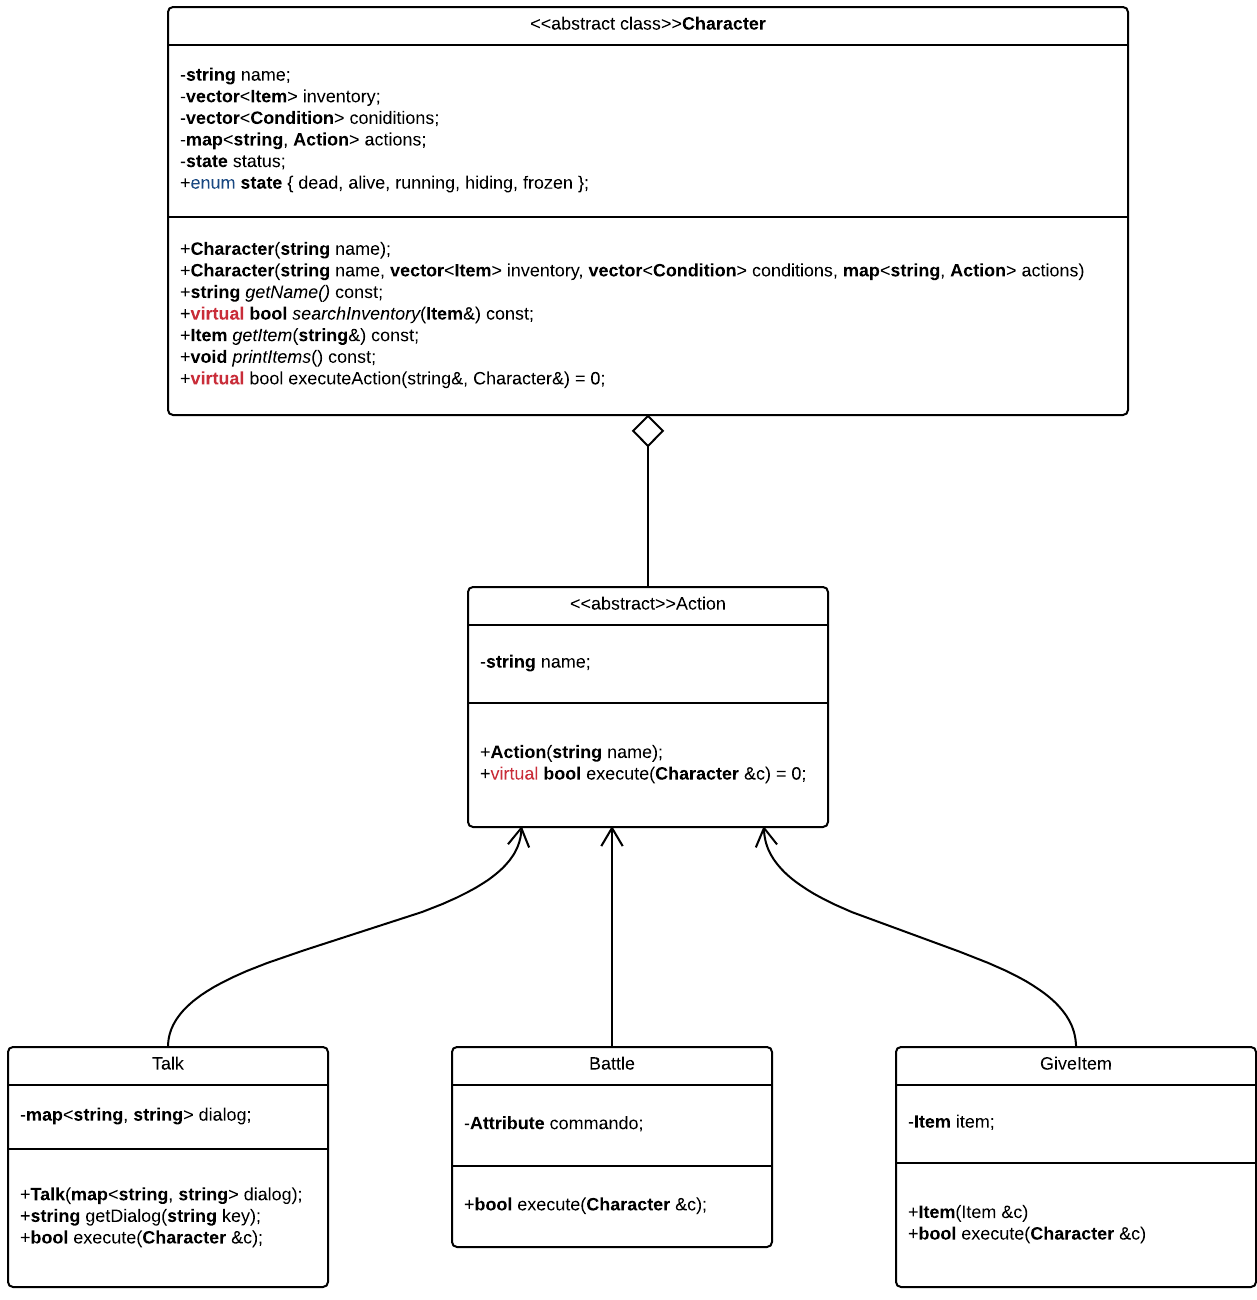 <<abstract class>>Character
-string name;
-vector<Item> inventory;
-vector<Condition> coniditions;
-map<string, Action> actions;
-state status;
+enum state { dead, alive, running, hiding, frozen };
+Character(string name);
+Character(string name, vector<Item> inventory, vector<Condition> conditions, map<string, Action> actions)
+string getName() const;
+virtual bool searchInventory(Item&) const;
+Item getItem(string&) const;
+void printItems() const;
+virtual bool executeAction(string&, Character&) = 0;
<<abstract>>Action
-string name;
+Action(string name);
+virtual bool execute(Character &c) = 0;
Talk
-map<string, string> dialog;
+Talk(map<string, string> dialog);
+string getDialog(string key);
+bool execute(Character &c);
Battle
-Attribute commando;
+bool execute(Character &c);
GiveItem
-Item item;
+Item(Item &c)
+bool execute(Character &c)